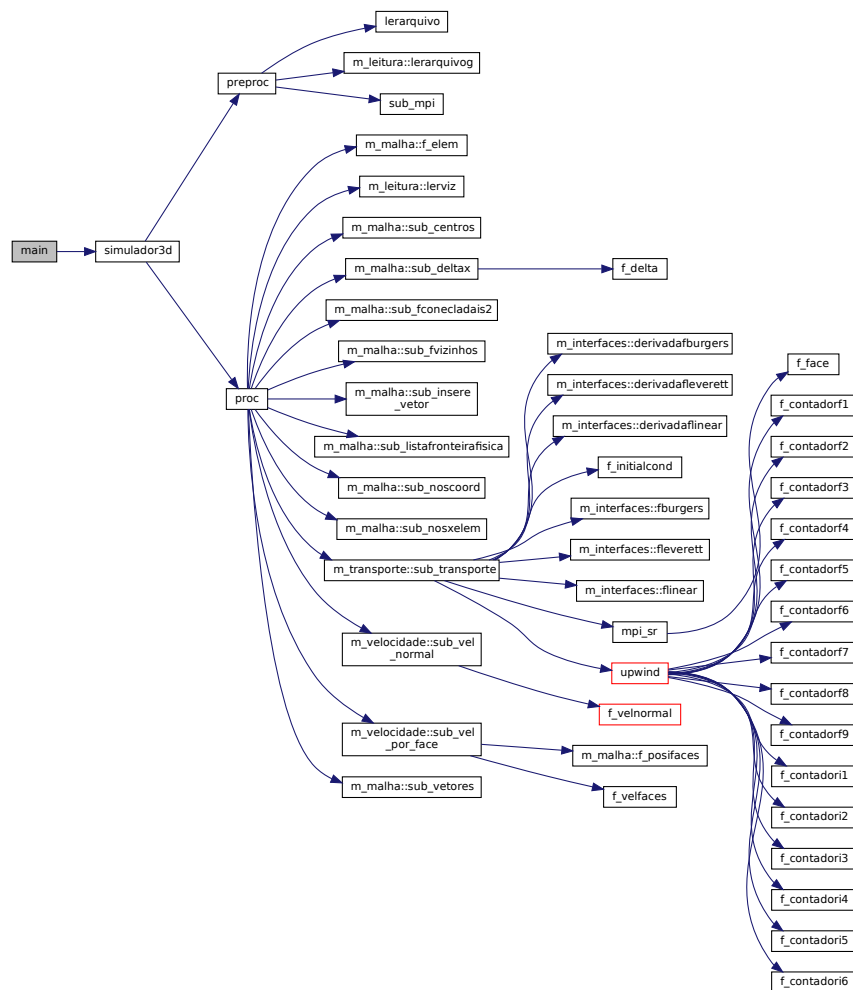 main
simulador3d
preproc
lerarquivo
m_leitura::lerarquivog
sub_mpi
proc
m_malha::f_elem
m_leitura::lerviz
m_malha::sub_centros
m_malha::sub_deltax
f_delta
m_malha::sub_fconecladais2
m_malha::sub_fvizinhos
m_malha::sub_insere
_vetor
m_malha::sub_listafronteirafisica
m_malha::sub_noscoord
m_malha::sub_nosxelem
m_transporte::sub_transporte
m_interfaces::derivadafburgers
m_interfaces::derivadafleverett
m_interfaces::derivadaflinear
f_initialcond
m_interfaces::fburgers
m_interfaces::fleverett
m_interfaces::flinear
mpi_sr
upwind
f_face
f_contadorf1
f_contadorf2
f_contadorf3
f_contadorf4
f_contadorf5
f_contadorf6
f_contadorf7
f_contadorf8
f_contadorf9
f_contadori1
f_contadori2
f_contadori3
f_contadori4
f_contadori5
f_contadori6
m_velocidade::sub_vel
_normal
f_velnormal
m_velocidade::sub_vel
_por_face
m_malha::f_posifaces
f_velfaces
m_malha::sub_vetores